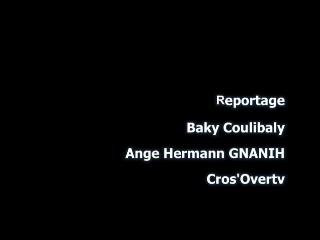 Reportage
Baky Coulibaly
Ange Hermann GNANIH
Cros'Overtv